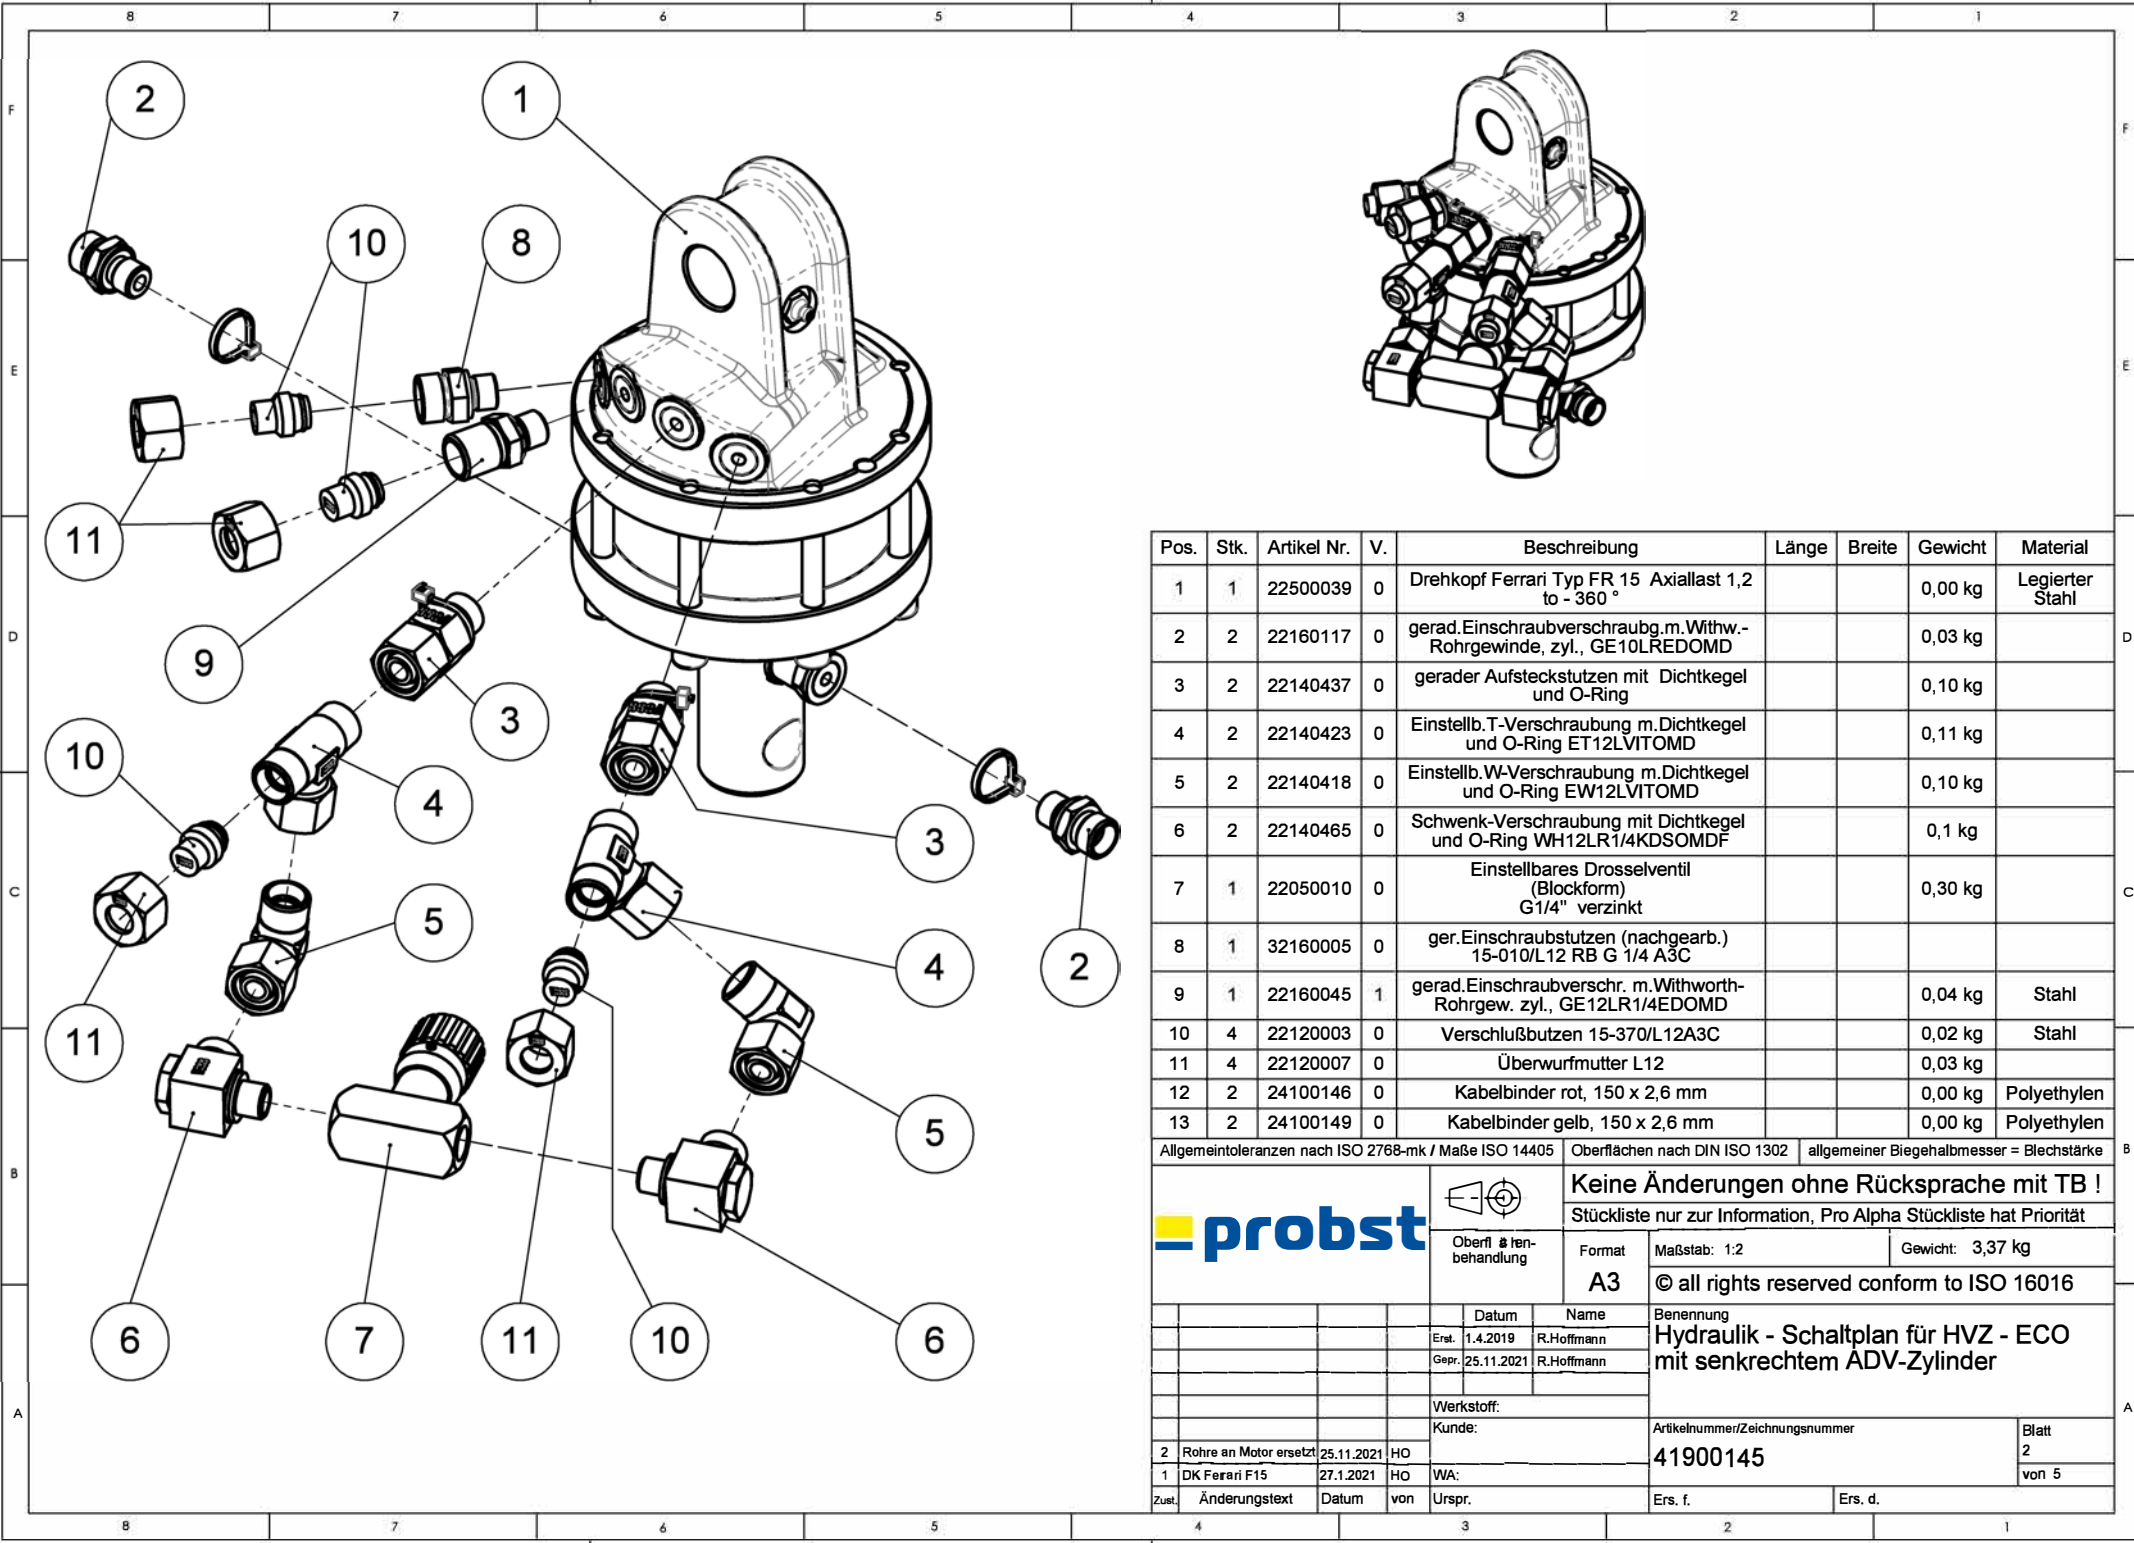 8 7 6 5 4 3 2 1
F
F
2
1
10
8
E
E
11
9
3
D
D
10
4
3
5
4
2
C
C
11
5
B
B
6
7
11
10
6
A
A
Pos. Stk. Artikel Nr. V. Beschreibung Länge Breite Gewicht Material
1 1 22500039 0 Drehkopf Ferrari Typ FR 15 Axiallast 1,2 0,00 kg Legierter
to - 360 ° Stahl
2 2 22160117 0 gerad.Einschraubverschraubg.m.Withw.- 0,03 kg
Rohrgewinde, zyl., GE10LREDOMD
3 2 22140437 0 gerader Aufsteckstutzen mit Dichtkegel 0,10 kg
und O-Ring
4 2 22140423 0 Einstellb.T-Verschraubung m.Dichtkegel 0,11 kg
und O-Ring ET12LVITOMD
5 2 22140418 0 Einstellb.W-Verschraubung m.Dichtkegel 0,10 kg
und O-Ring EW12LVITOMD
6 2 22140465 0 Schwenk-Verschraubung mit Dichtkegel 0,1 kg
und O-Ring WH12LR1/4KDSOMDF
7 1 22050010 0 Einstellbares Drosselventil 0,30 kg
(Blockform)
G1/4" verzinkt
8 1 32160005 0 ger.Einschraubstutzen (nachgearb.)
15-010/L12 RB G 1/4 A3C
9 1 22160045 1 gerad.Einschraubverschr. m.Withworth- 0,04 kg Stahl
Rohrgew. zyl., GE12LR1/4EDOMD
10 4 22120003 0 Verschlußbutzen 15-370/L12A3C 0,02 kg Stahl
11 4 22120007 0 Überwurfmutter L12 0,03 kg
12 2 24100146 0 Kabelbinder rot, 150 x 2,6 mm 0,00 kg Polyethylen
13 2 24100149 0 Kabelbinder gelb, 150 x 2,6 mm 0,00 kg Polyethylen
Allgemeintoleranzen nach ISO 2768-mk / Maße ISO 14405 Oberflächen nach DIN ISO 1302 allgemeiner Biegehalbmesser = Blechstärke
probst
Keine Änderungen ohne Rücksprache mit TB !
Stückliste nur zur Information, Pro Alpha Stückliste hat Priorität
behandlung
Format
A3
Maßstab: 1:2
Gewicht: 3,37 kg
© all rights reserved conform to ISO 16016
Datum Name
Erst. 1.4.2019 R.Hoffmann
Gepr. 25.11.2021 R.Hoffmann
Benennung
Hydraulik - Schaltplan für HVZ - ECO
mit senkrechtem ADV-Zylinder
Werkstoff:
Kunde:
Artikelnummer/Zeichnungsnummer
41900145
Blatt
2
von 5
2 Rohre an Motor ersetzt 25.11.2021 HO
1 DK Ferrari F15 27.1.2021 HO WA:
Zust. Änderungstext Datum von Urspr. Ers. f. Ers. d.
8 7 6 5 4 3 2 1